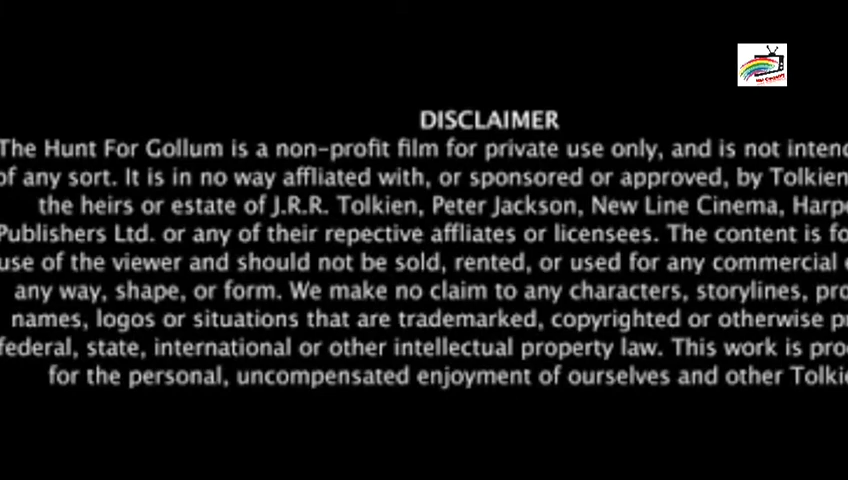 DISCLAIMER
The Hunt For Gollum is a non-profit film for private use only, and is not intenc
of any sort. It is in no way affliated with, or sponsored or approved, by Tolkien
the heirs or estate of J.R.R. Tolkien, Peter Jackson, New Line Cinema, Harpe
Publishers Ltd. or any of their repective affliates or licensees. The content is fo
use of the viewer and should not be sold, rented, or used for any commercial
any way, shape, or form. We make no claim to any characters, storylines, pro
names, logos or situations that are trademarked, copyrighted or otherwise p
federal, state, international or other intellectual property law. This work is pro
for the personal, uncompensated enjoyment of ourselves and other Tolkie